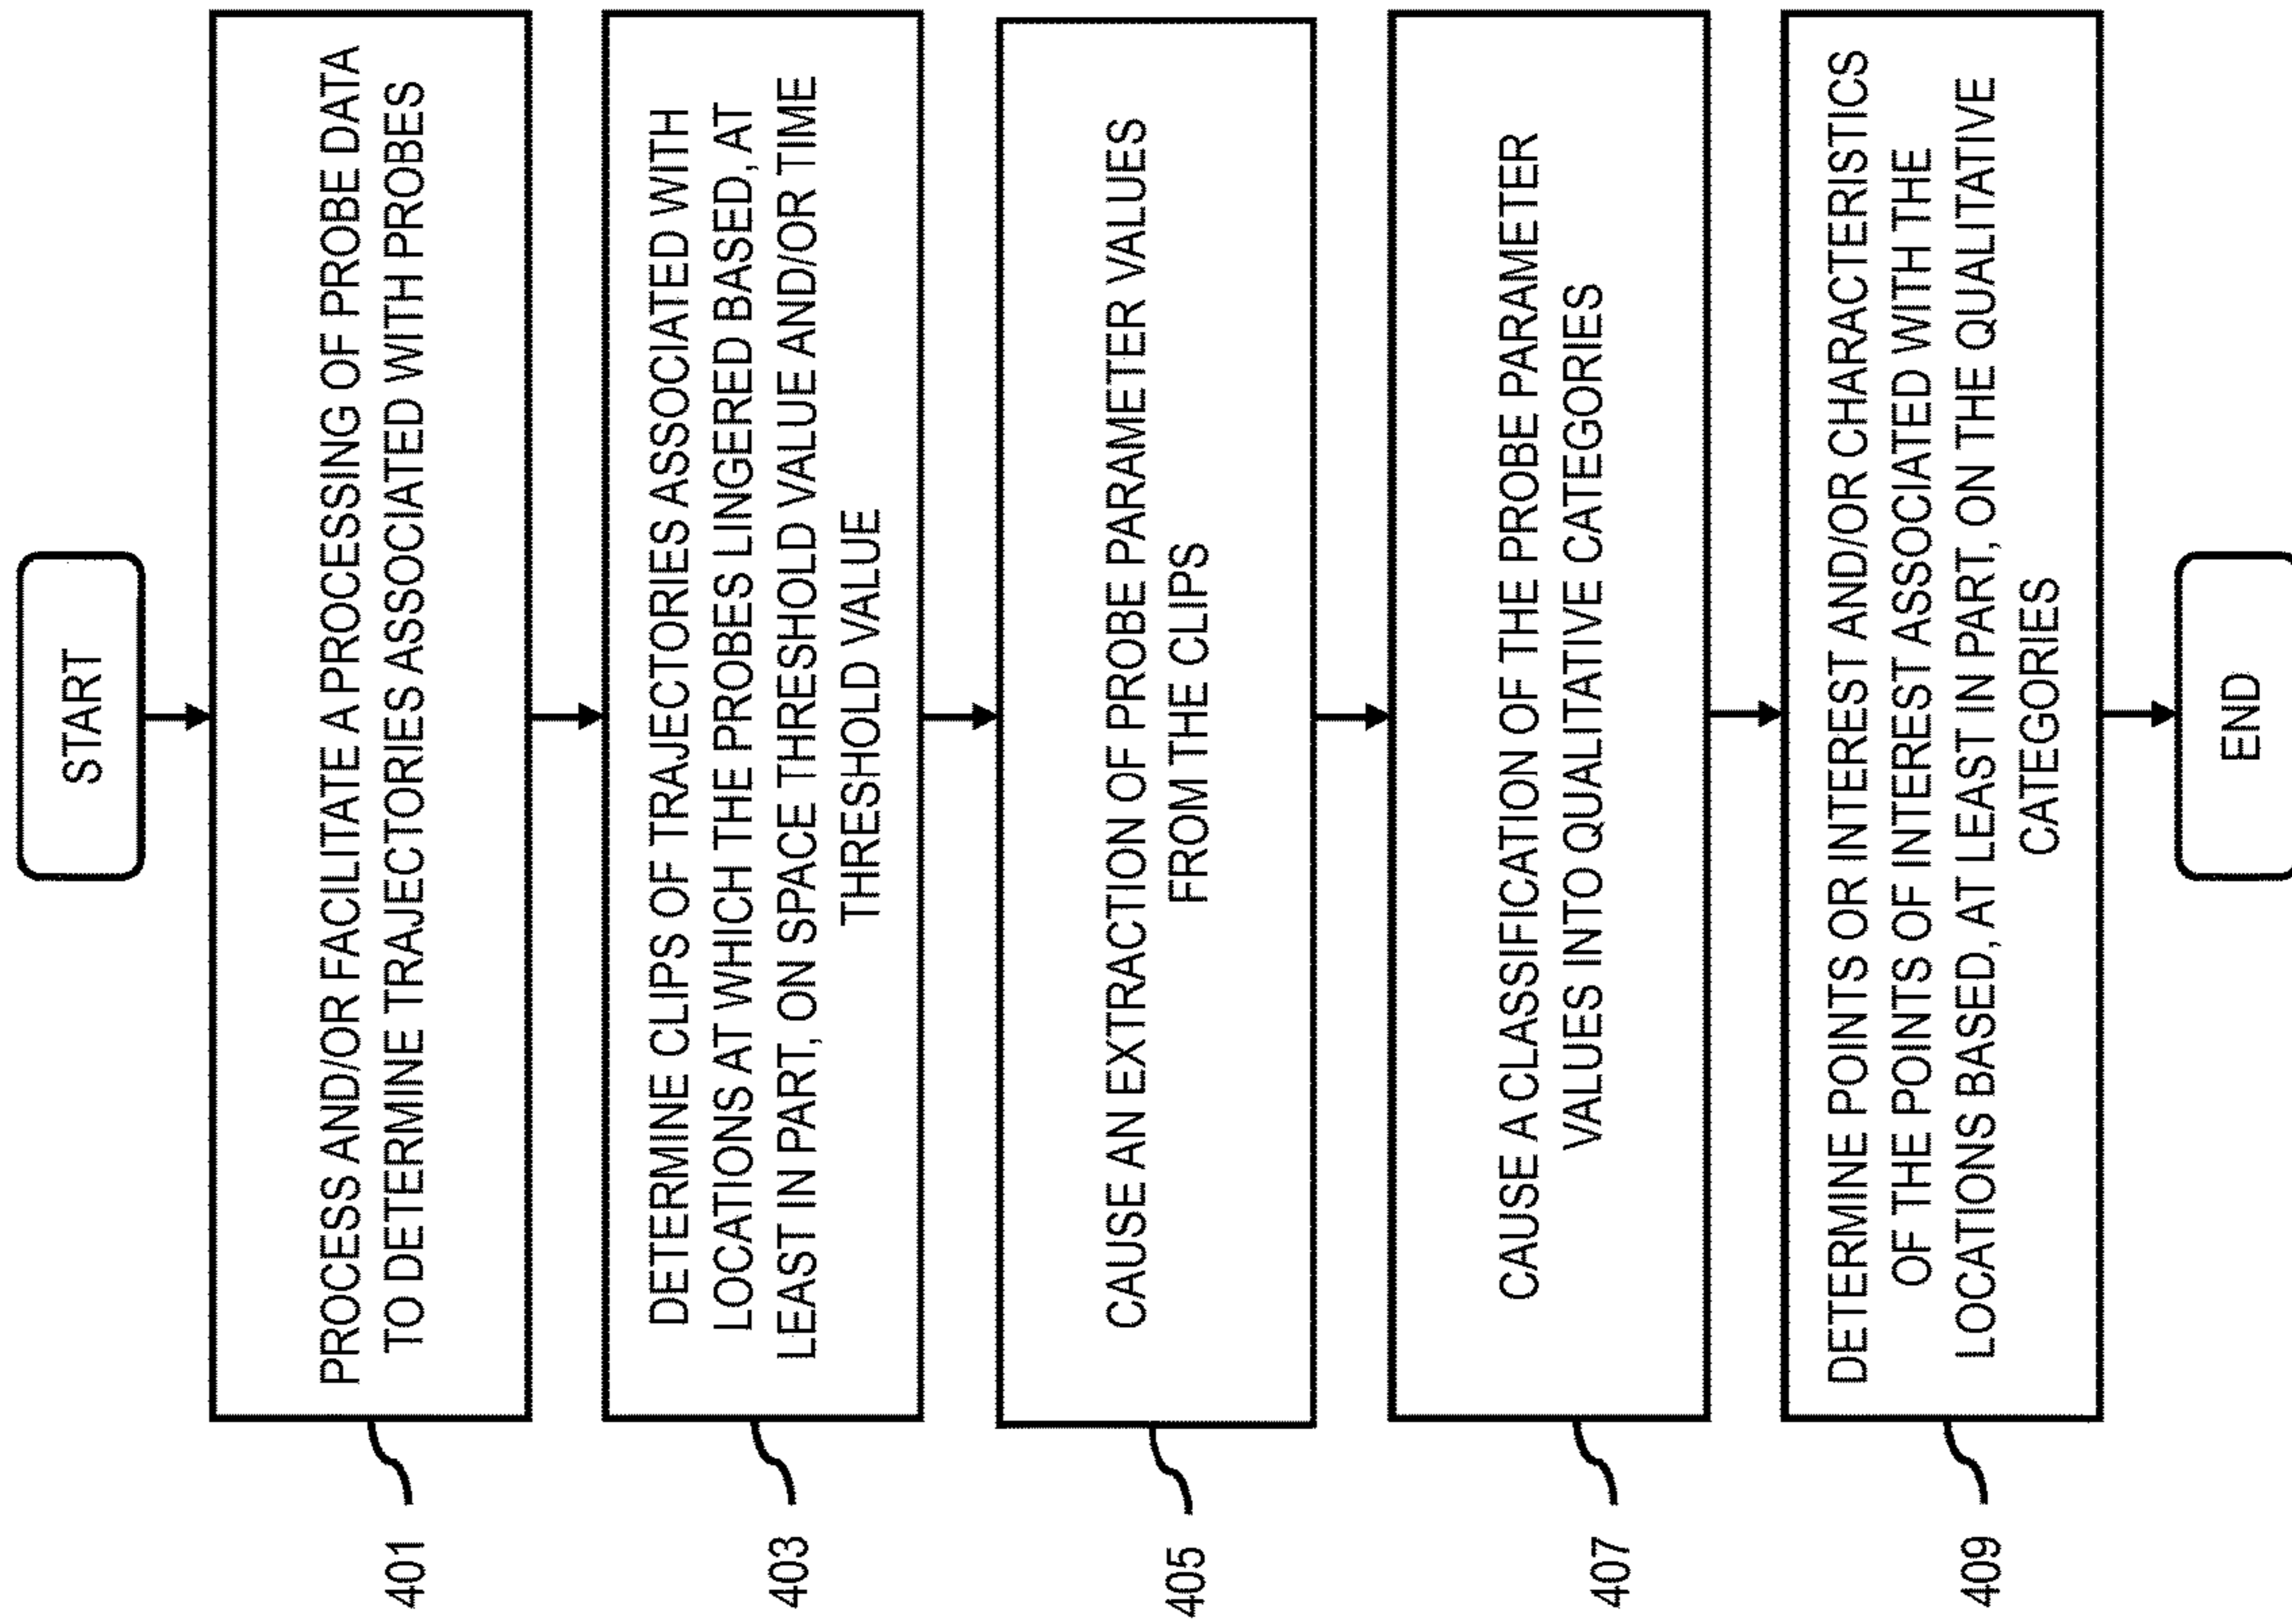 START
PROCESS AND/OR FACILITATE A PROCESSING OF PROBE DATA
TO DETERMINE TRAJECTORIES ASSOCIATED WITH PROBES
401
DETERMINE CLIPS OF TRAJECTORIES ASSOCIATED WITH
LOCATIONS AT WHICH THE PROBES LINGERED BASED, AT
LEAST IN PART, ON SPACE THRESHOLD VALUE AND/OR TIME
THRESHOLD VALUE
403
CAUSE AN EXTRACTION OF PROBE PARAMETER VALUES
FROM THE CLIPS
405
CAUSE A CLASSIFICATION OF THE PROBE PARAMETER
VALUES INTO QUALITATIVE CATEGORIES
407
DETERMINE POINTS OR INTEREST AND/OR CHARACTERISTICS
OF THE POINTS OF INTEREST ASSOCIATED WITH THE
LOCATIONS BASED, AT LEAST IN PART, ON THE QUALITATIVE
CATEGORIES
409
END